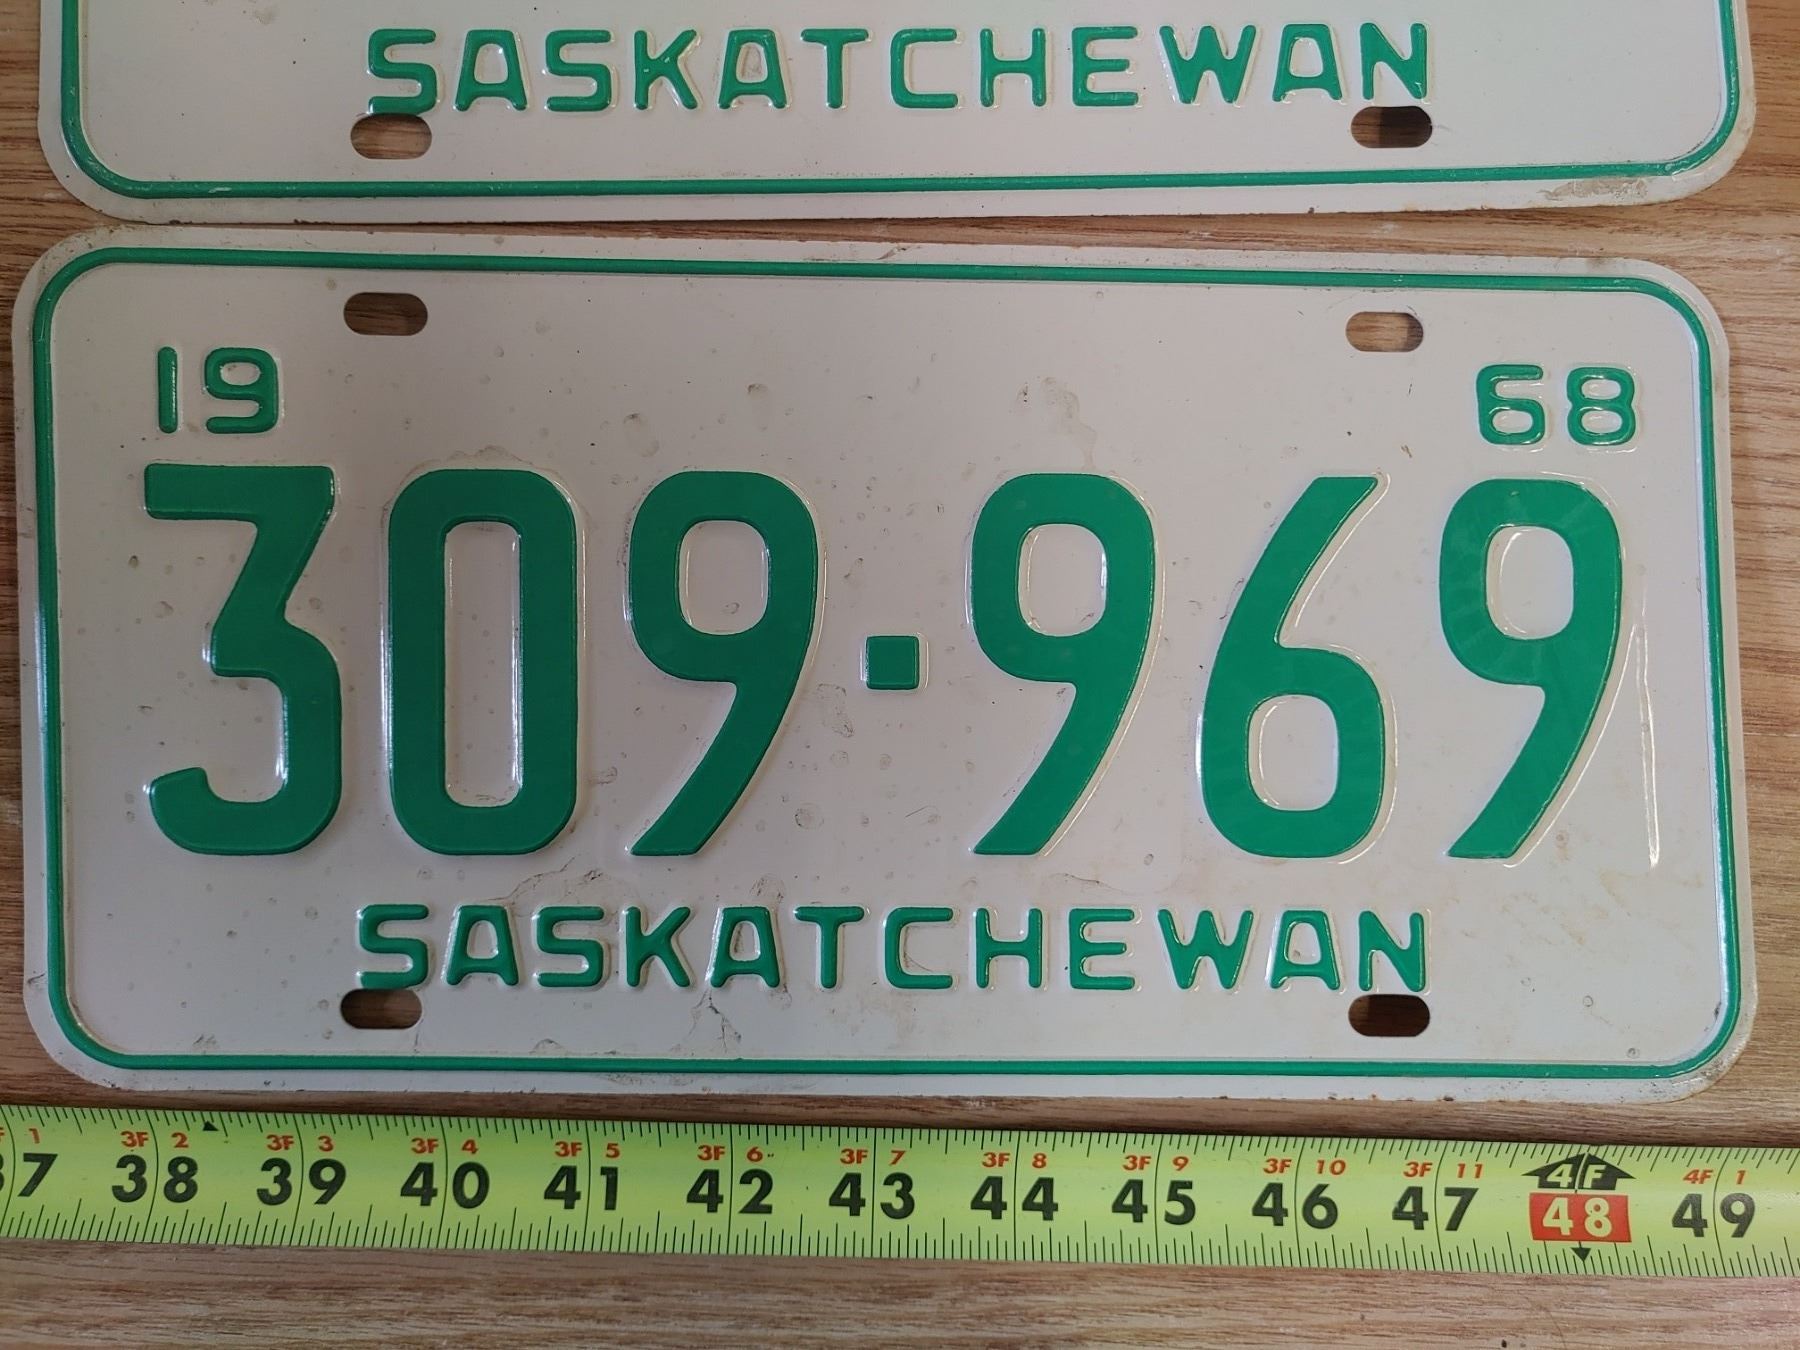 SASKATCHEWAN
19 68
309·969
SASKATCHEWAN
1 3F 2 3F 3 3F 4 3F 5 3F 6 3F 7 3F 8 3F 9 3F 10 3F 11 4F 4F 1
37 38 39 40 41 42 43 44 45 46 47 48 49